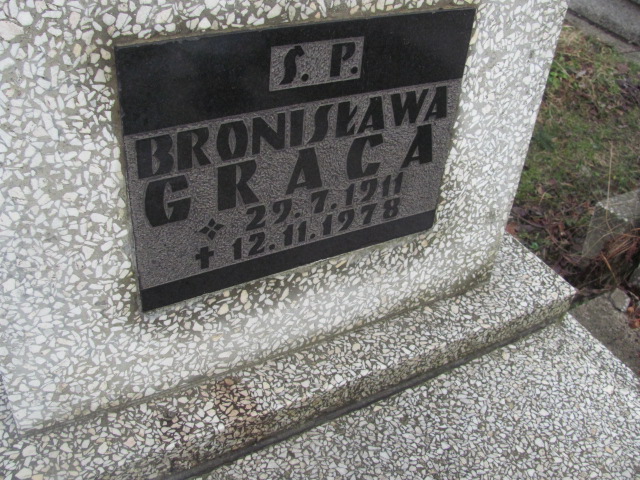 Ś. P.
BRONISŁAWA
GRACA
29.7.1911
✝ 12.11.1978